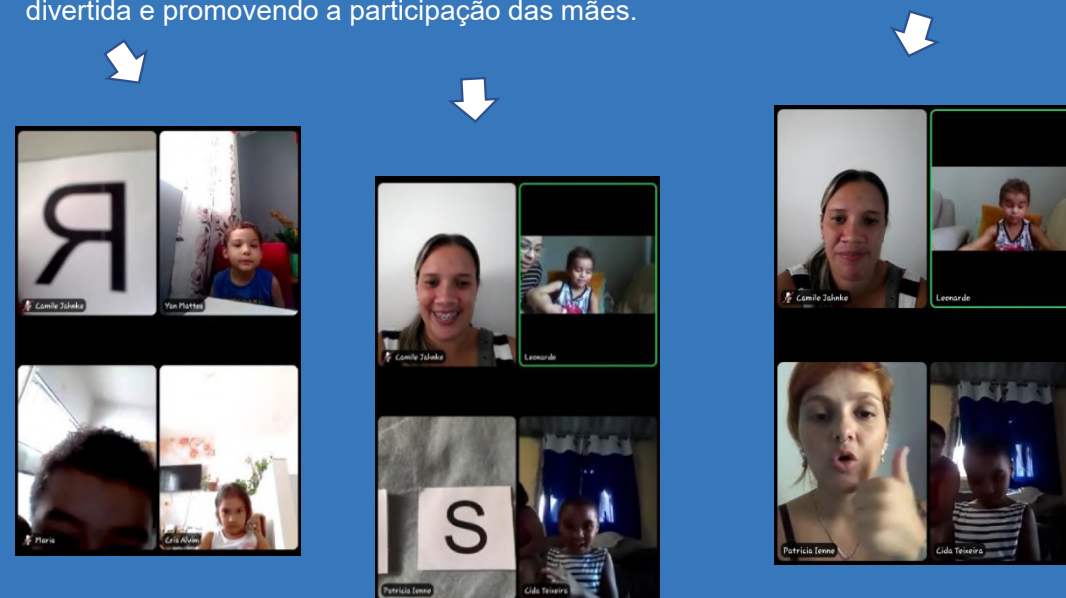 divertida e promovendo a participação das mães.
R
Camile Jahnke
Yan Mattos
Maria
Cris Alvim
Camile Jahnke
Leonardo
S
Patricia Ienne
Cida Teixeira
Camile Jahnke
Leonardo
Patricia Ienne
Cida Teixeira